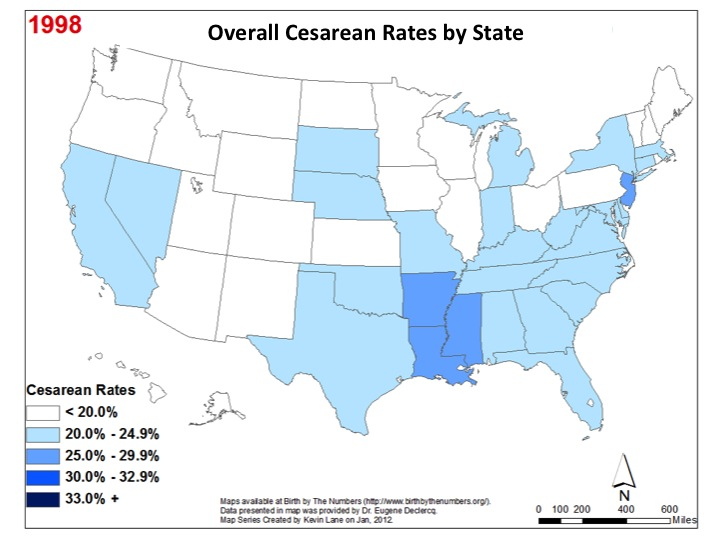 1998
Overall Cesarean Rates by State
Cesarean Rates
< 20.0%
20.0% - 24.9%
25.0% - 29.9%
30.0% - 32.9%
33.0% +
Maps available at Birth by The Numbers (http://www.birthbythenumbers.org/).
Data presented in map was provided by Dr. Eugene Declercq.
Map Series Created by Kevin Lane on Jan, 2012.
N
0 100 200 400 600
Miles